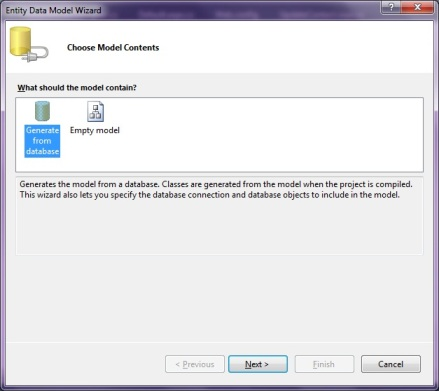 Entity Data Model Wizard
Choose Model Contents
What should the model contain?
Generate from database
Empty model
Generates the model from a database. Classes are generated from the model when the project is compiled.
This wizard also lets you specify the database connection and database objects to include in the model.
< Previous
Next >
Finish
Cancel